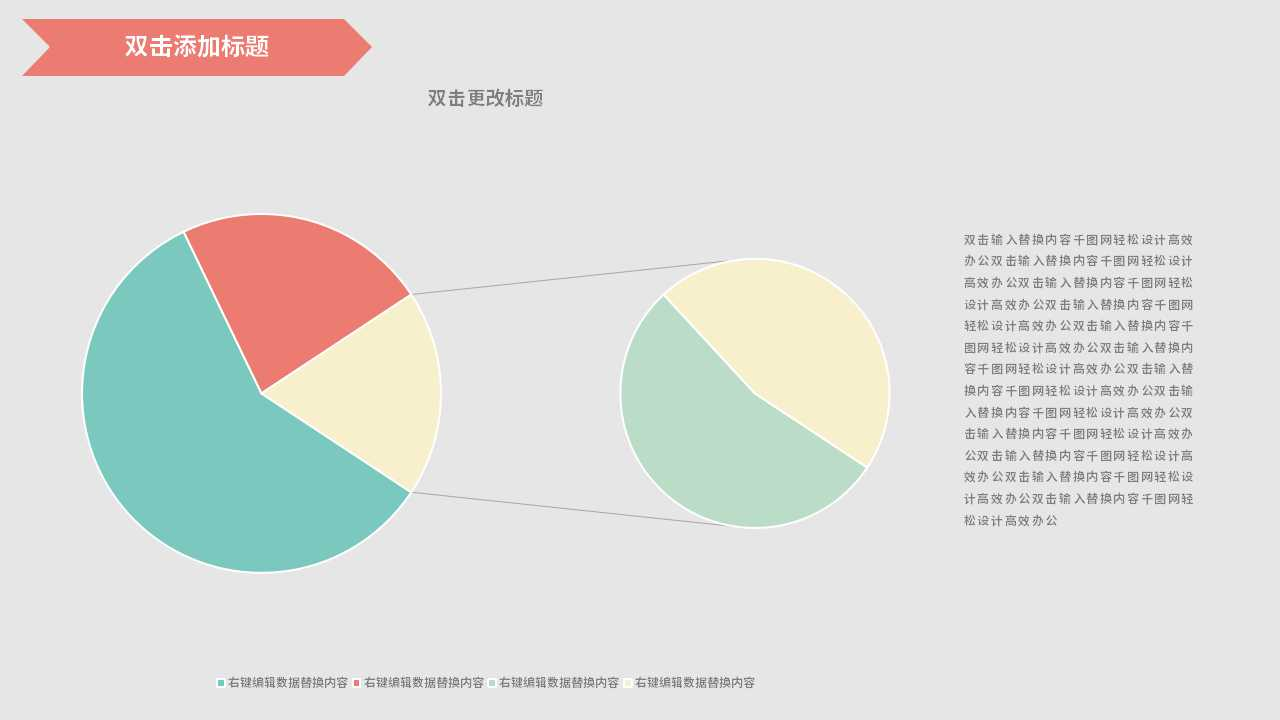 双击添加标题
双击更改标题
双击输入替换内容千图网轻松设计高效
办公双击输入替换内容千图网轻松设计
高效办公双击输入替换内容千图网轻松
设计高效办公双击输入替换内容千图网
轻松设计高效办公双击输入替换内容千
图网轻松设计高效办公双击输入替换内
容千图网轻松设计高效办公双击输入替
换内容千图网轻松设计高效办公双击输
入替换内容千图网轻松设计高效办公双
击输入替换内容千图网轻松设计高效办
公双击输入替换内容千图网轻松设计高
效办公双击输入替换内容千图网轻松设
计高效办公双击输入替换内容千图网轻
松设计高效办公
右键编辑数据替换内容 右键编辑数据替换内容 右键编辑数据替换内容 右键编辑数据替换内容